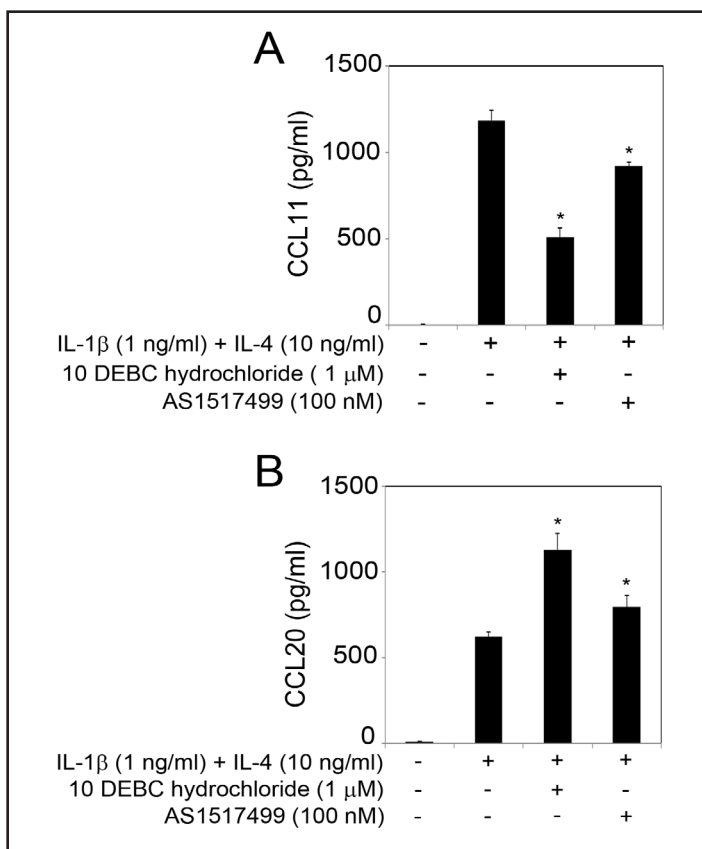 A
1500
1000
500
0
CCL11 (pg/ml)
* *
IL-1β (1 ng/ml) + IL-4 (10 ng/ml) - + + +
10 DEBC hydrochloride ( 1 μM) - - + -
AS1517499 (100 nM) - - - +
B
1500
1000
500
0
CCL20 (pg/ml)
* *
IL-1β (1 ng/ml) + IL-4 (10 ng/ml) - + + +
10 DEBC hydrochloride (1 μM) - - + -
AS1517499 (100 nM) - - - +